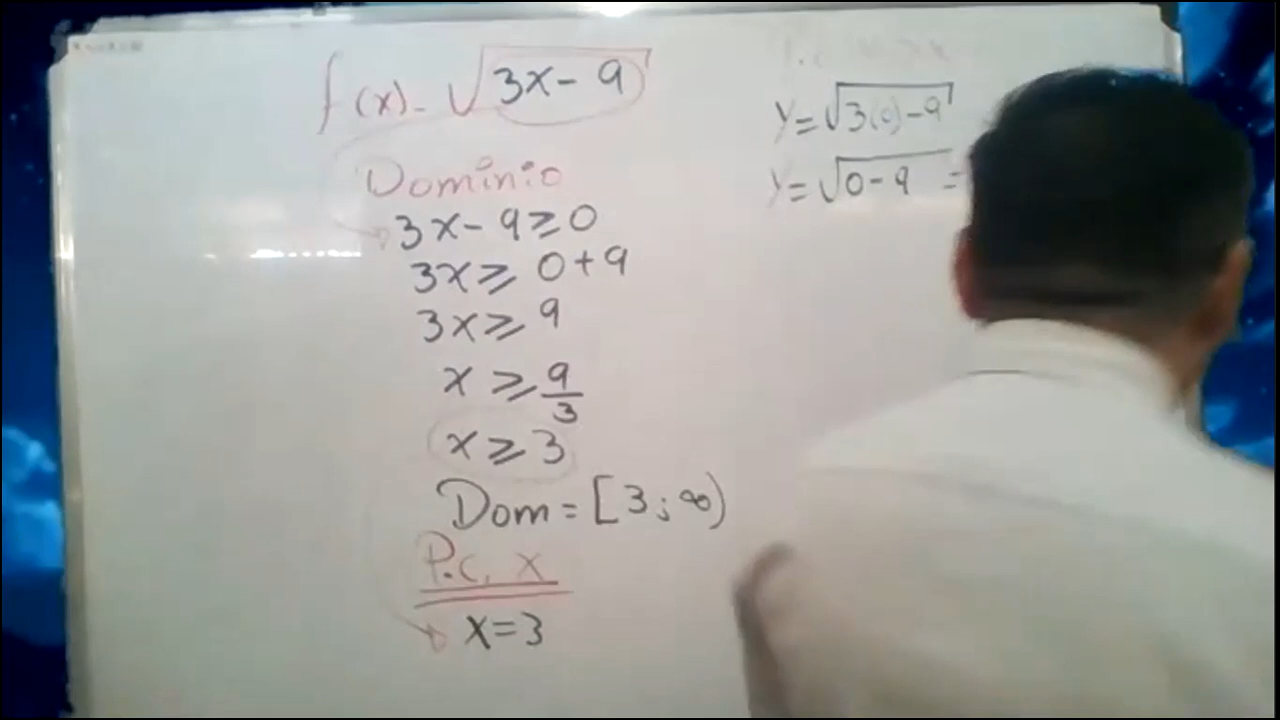 f(x)=√3x-9
Dominio
3x-9≥0
3x≥0+9
3x≥9
x≥9/3
x≥3
Dom=[3;∞)
P.C. x
x=3
y=√3(0)-9
y=√0-9 =